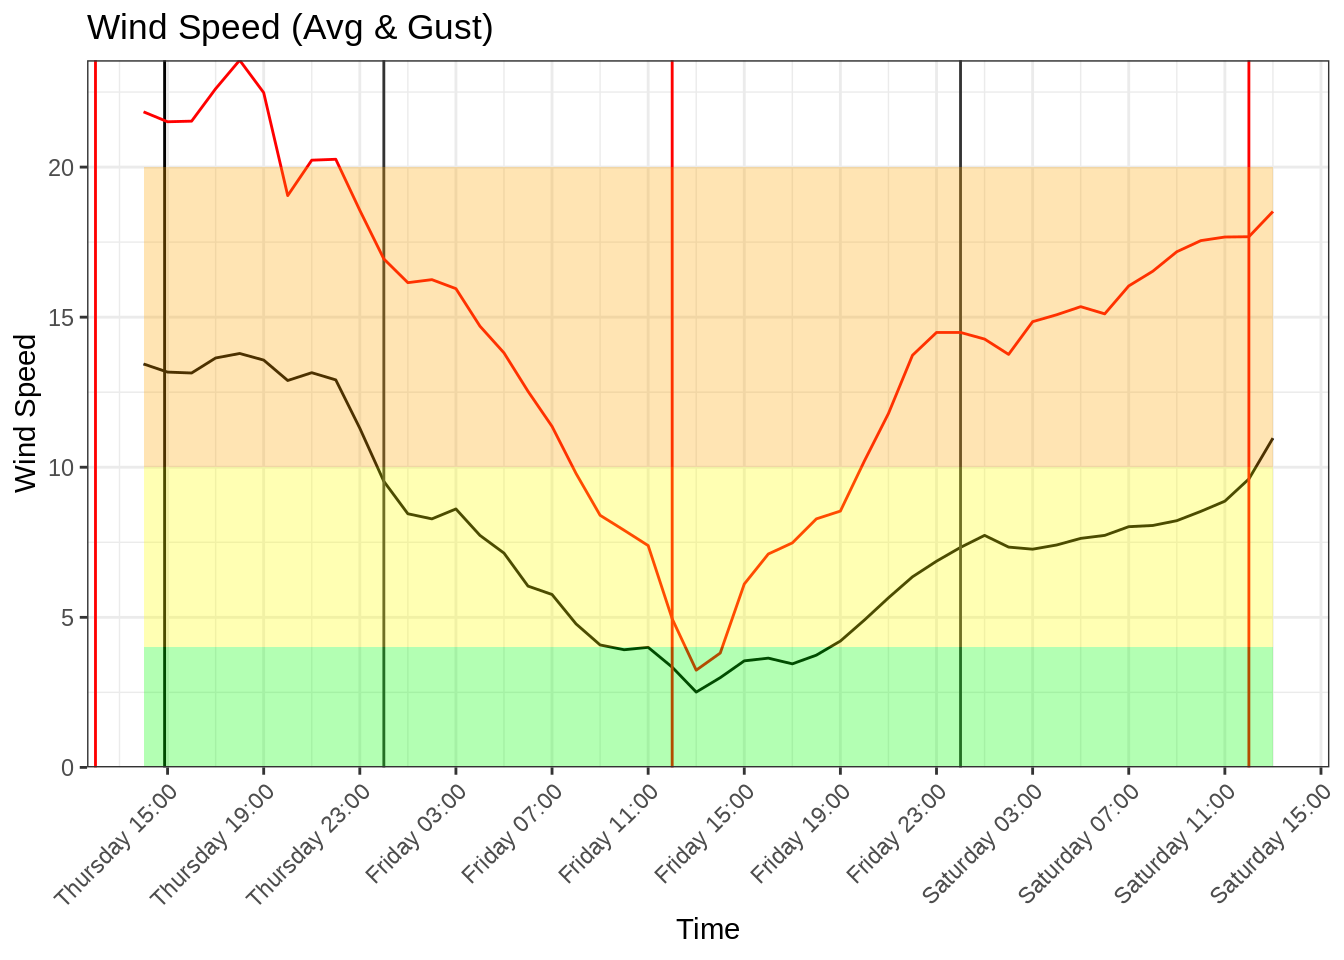 Wind Speed (Avg & Gust)
Wind Speed
20
15
10
5
0
Thursday 15:00
Thursday 19:00
Thursday 23:00
Friday 03:00
Friday 07:00
Friday 11:00
Friday 15:00
Friday 19:00
Friday 23:00
Saturday 03:00
Saturday 07:00
Saturday 11:00
Saturday 15:00
Time